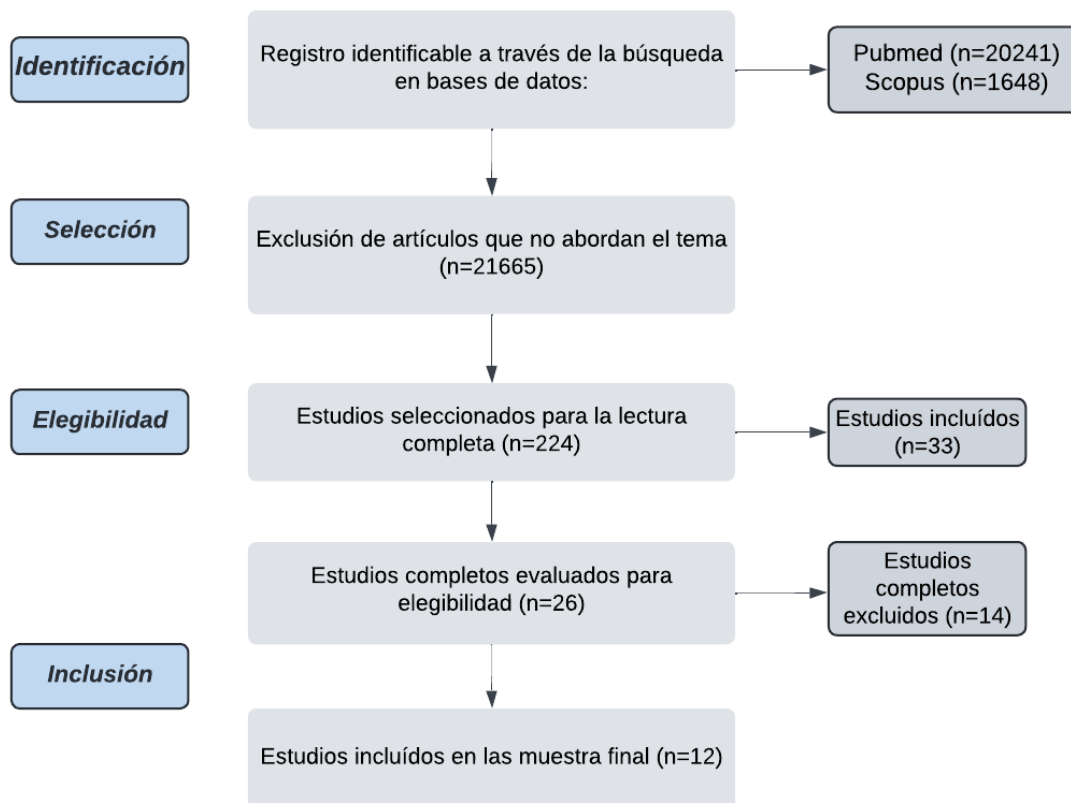 Identificación
Registro identificable a través de la búsqueda
en bases de datos:
Pubmed (n=20241)
Scopus (n=1648)
Selección
Exclusión de artículos que no abordan el tema
(n=21665)
Elegibilidad
Estudios seleccionados para la lectura
completa (n=224)
Estudios incluídos
(n=33)
Estudios completos evaluados para
elegibilidad (n=26)
Estudios
completos
excluidos (n=14)
Inclusión
Estudios incluídos en las muestra final (n=12)